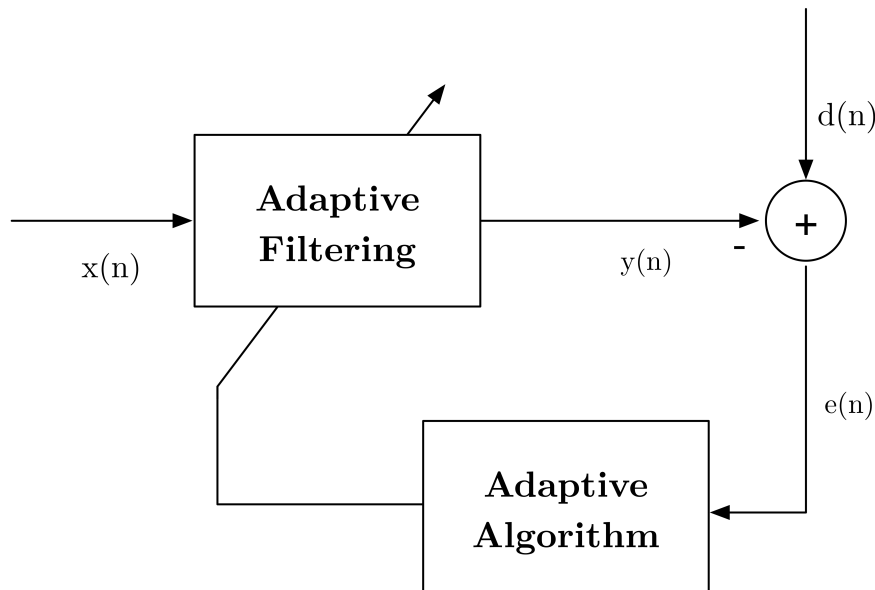 d(n)
Adaptive
Filtering
+
-
x(n)
y(n)
e(n)
Adaptive
Algorithm